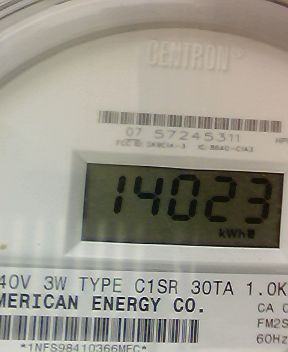 CENTRON®
07 57245311
14023
kWh
40V 3W TYPE C1SR 30TA 1.0K
MERICAN ENERGY CO.
CA
FM2S
60Hz
*1NFS98410366MFC*